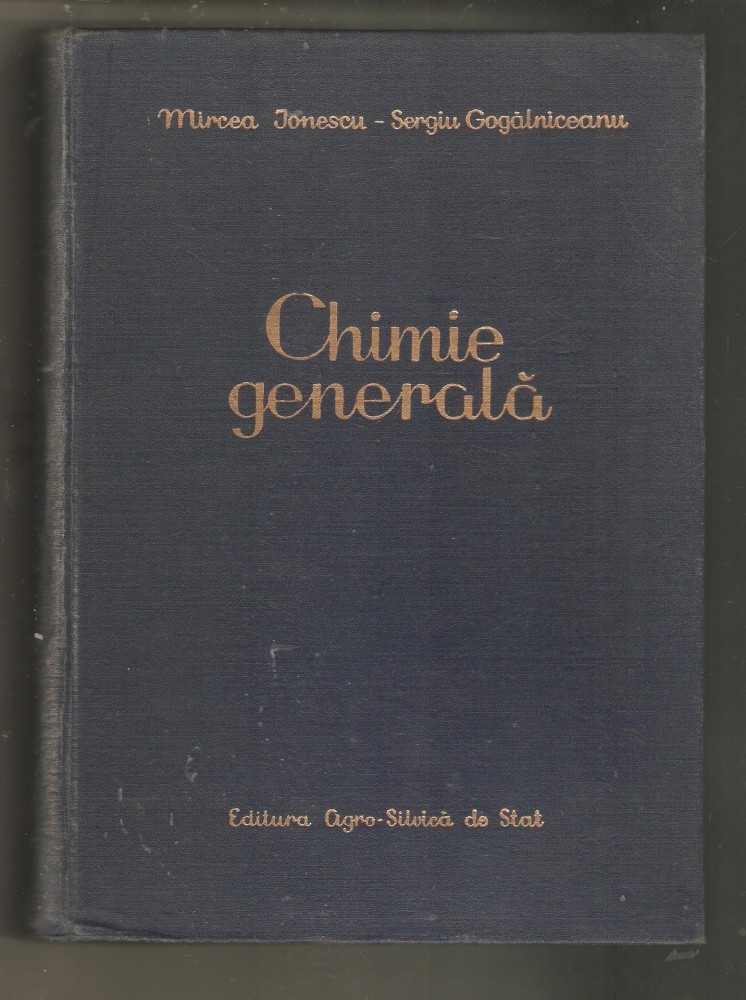 Mircea Ionescu - Sergiu Gogâlniceanu
Chimie
generală
Editura Agro-Silvică de Stat